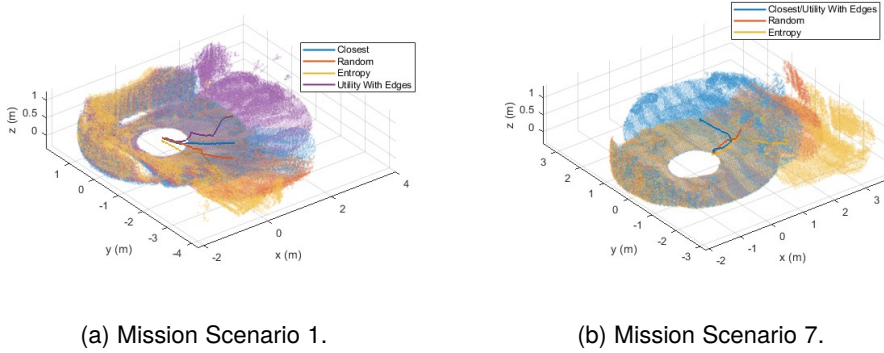 Closest
Random
Entropy
Utility With Edges
z (m)
1
0.5
0
1
0
-1
-2
-3
-4
y (m)
-2
0
2
4
x (m)
Closest/Utility With Edges
Random
Entropy
z (m)
1
0.5
0
3
2
1
0
-1
-2
-3
y (m)
-2
-1
0
1
2
3
x (m)
(a) Mission Scenario 1.
(b) Mission Scenario 7.